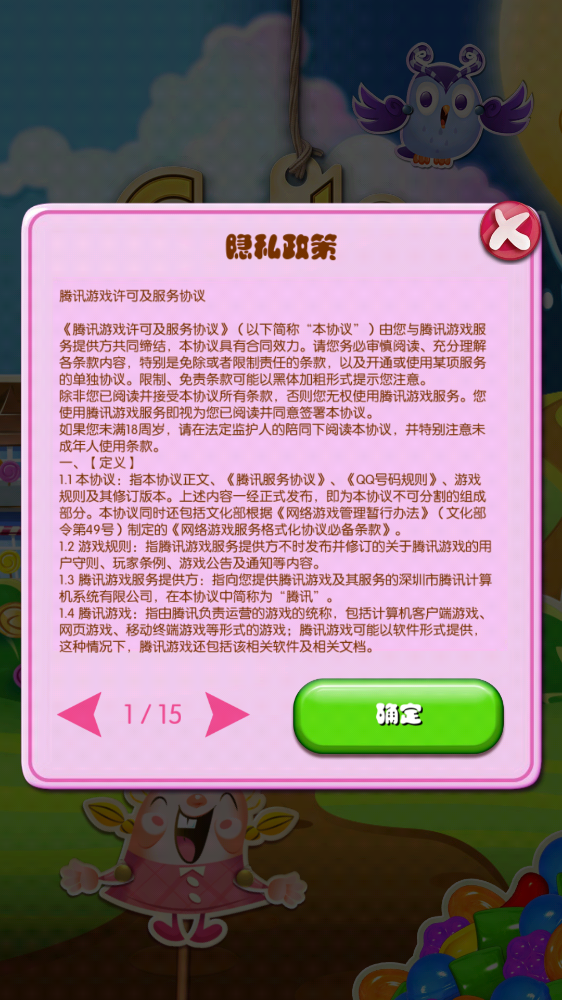 隐私政策
腾讯游戏许可及服务协议
《腾讯游戏许可及服务协议》（以下简称“本协议”）由您与腾讯游戏服
务提供方共同缔结，本协议具有合同效力。请您务必审慎阅读、充分理解
各条款内容，特别是免除或者限制责任的条款，以及开通或使用某项服务
的单独协议。限制、免责条款可能以黑体加粗形式提示您注意。
除非您已阅读并接受本协议所有条款，否则您无权使用腾讯游戏服务。您
使用腾讯游戏服务即视为您已阅读并同意签署本协议。
如果您未满18周岁，请在法定监护人的陪同下阅读本协议，并特别注意未
成年人使用条款。
一、【定义】
1.1 本协议：指本协议正文、《腾讯服务协议》、《QQ号码规则》、游戏
规则及其修订版本。上述内容一经正式发布，即为本协议不可分割的组成
部分。本协议同时还包括文化部根据《网络游戏管理暂行办法》（文化部
令第49号）制定的《网络游戏服务格式化协议必备条款》。
1.2 游戏规则：指腾讯游戏服务提供方不时发布并修订的关于腾讯游戏的用
户守则、玩家条例、游戏公告及通知等内容。
1.3 腾讯游戏服务提供方：指向您提供腾讯游戏及其服务的深圳市腾讯计算
机系统有限公司，在本协议中简称为“腾讯”。
1.4 腾讯游戏：指由腾讯负责运营的游戏的统称，包括计算机客户端游戏、
网页游戏、移动终端游戏等形式的游戏；腾讯游戏可能以软件形式提供，
这种情况下，腾讯游戏还包括该相关软件及相关文档。
1 / 15
确定